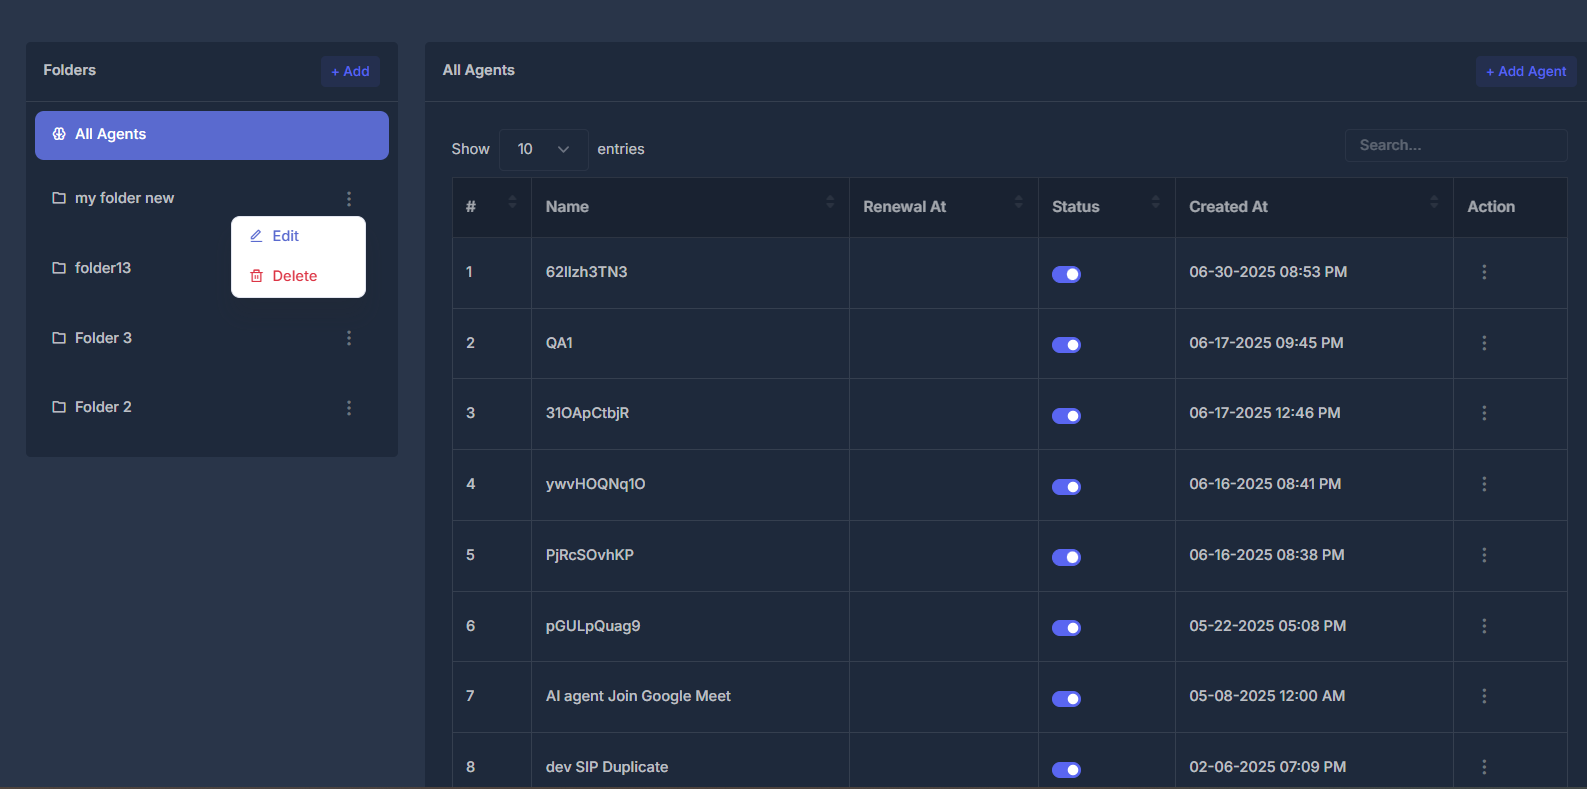 Folders
+ Add
All Agents
my folder new
Edit
Delete
folder13
Folder 3
Folder 2
All Agents
+ Add Agent
Show 10 entries
Search...
# Name Renewal At Status Created At Action
1 62IIzh3TN3 06-30-2025 08:53 PM
2 QA1 06-17-2025 09:45 PM
3 31OApCtbjR 06-17-2025 12:46 PM
4 ywvHOQNq1O 06-16-2025 08:41 PM
5 PjRcSOvhKP 06-16-2025 08:38 PM
6 pGULpQuag9 05-22-2025 05:08 PM
7 AI agent Join Google Meet 05-08-2025 12:00 AM
8 dev SIP Duplicate 02-06-2025 07:09 PM